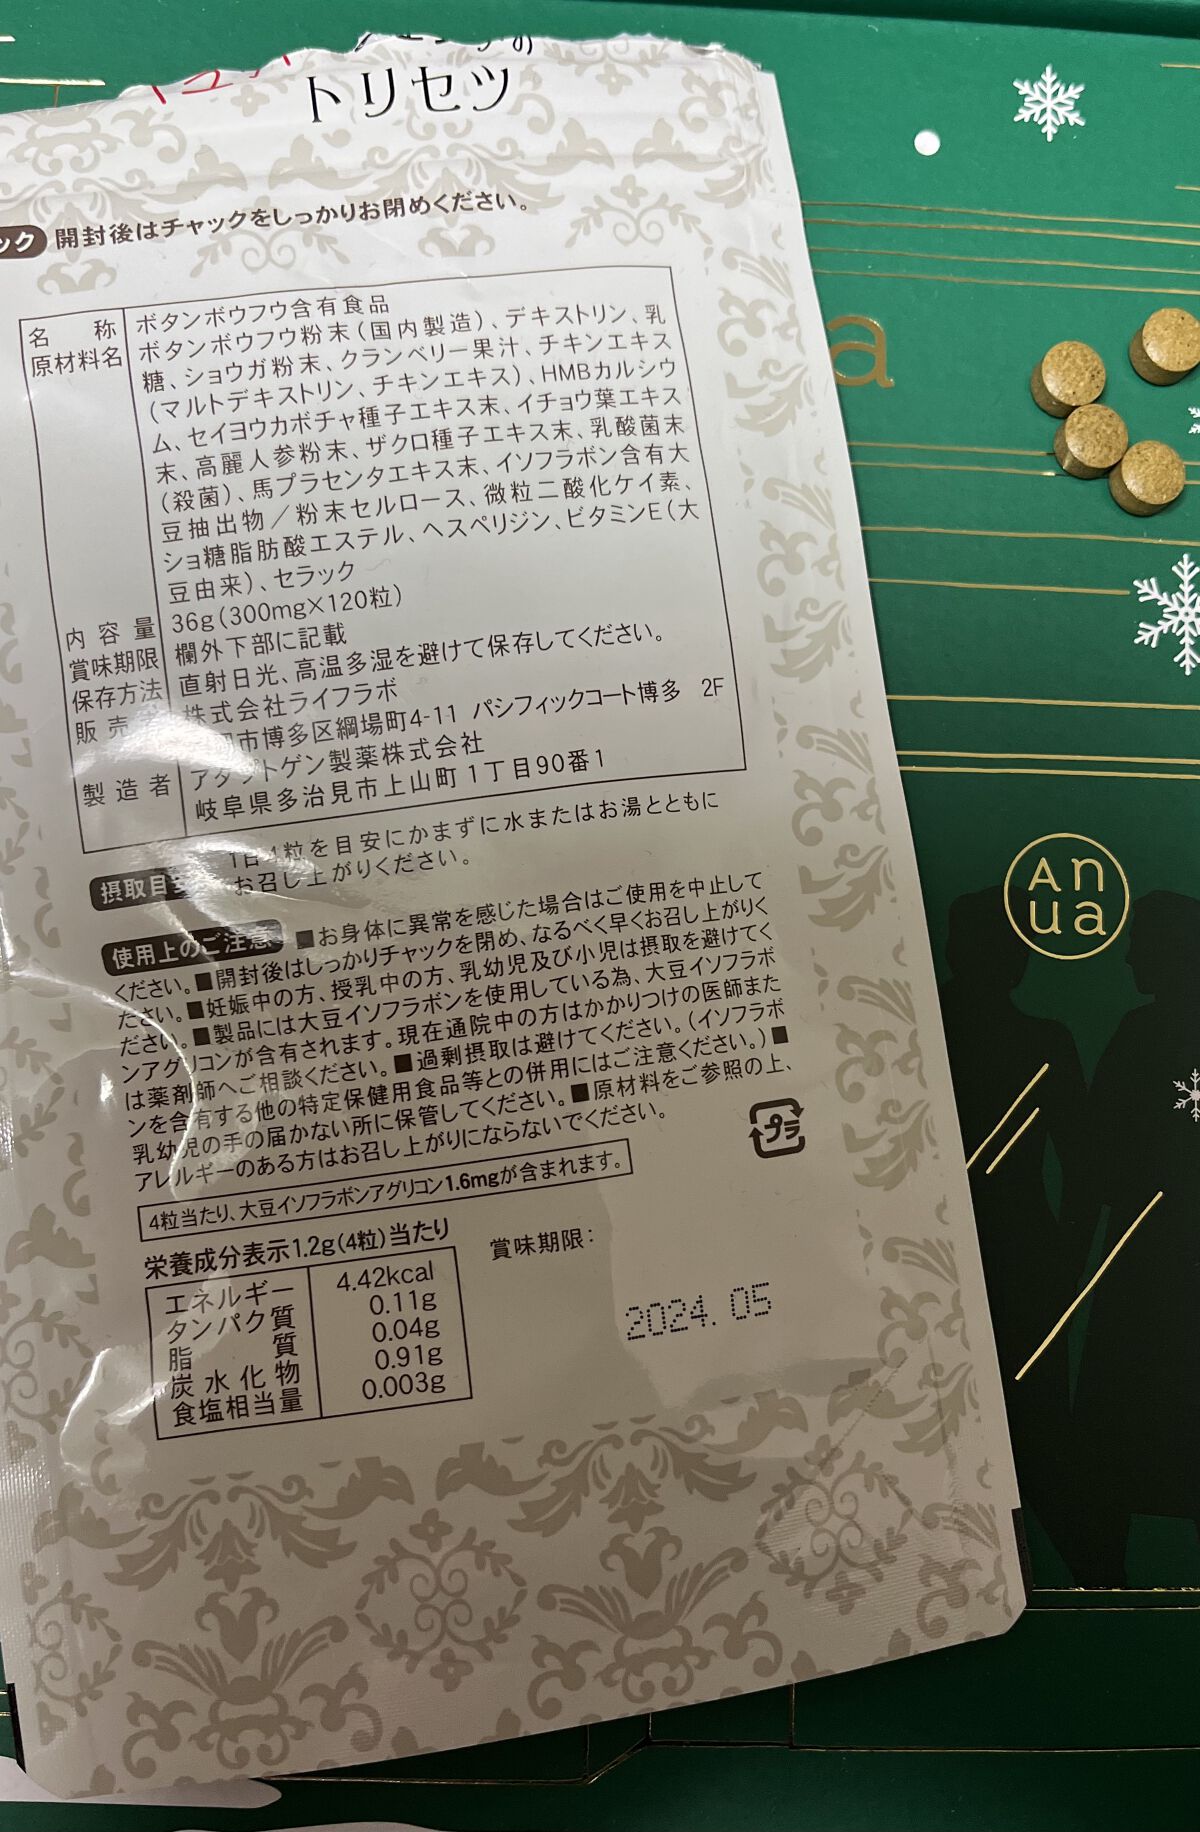 トリセツ
ック 開封後はチャックをしっかりお閉めください。
名称 ボタンボウフウ含有食品
原材料名 ボタンボウフウ粉末(国内製造)、デキストリン、乳
糖、ショウガ粉末、クランベリー果汁、チキンエキス
(マルトデキストリン、チキンエキス)、HMBカルシウ
ム、セイヨウカボチャ種子エキス末、イチョウ葉エキス
末、高麗人参粉末、ザクロ種子エキス末、乳酸菌末
(殺菌)、馬プラセンタエキス末、イソフラボン含有大
豆抽出物/粉末セルロース、微粒二酸化ケイ素、
ショ糖脂肪酸エステル、ヘスペリジン、ビタミンE(大
豆由来)、セラック
内容量 36g(300mg×120粒)
賞味期限 欄外下部に記載
保存方法 直射日光、高温多湿を避けて保存してください。
販売 株式会社ライフラボ
市博多区綱場町4-11 パシフィックコート博多 2F
製造者 アダプトゲン製薬株式会社
岐阜県多治見市上山町1丁目90番1
摂取目安 1日4粒を目安にかまずに水またはお湯とともに
お召し上がりください。
使用上のご注意 ■お身体に異常を感じた場合はご使用を中止して
ください。■開封後はしっかりチャックを閉め、なるべく早くお召し上がりく
ださい。■妊娠中の方、授乳中の方、乳幼児及び小児は摂取を避けてく
ださい。■製品には大豆イソフラボンを使用している為、大豆イソフラボ
ンアグリコンが含有されます。現在通院中の方はかかりつけの医師また
は薬剤師へご相談ください。■過剰摂取は避けてください。(イソフラボ
ンを含有する他の特定保健用食品等との併用にはご注意ください。)■
乳幼児の手の届かない所に保管してください。■原材料をご参照の上、
アレルギーのある方はお召し上がりにならないでください。
プラ
4粒当たり、大豆イソフラボンアグリコン1.6mgが含まれます。
栄養成分表示1.2g(4粒)当たり
エネルギー 4.42kcal
タンパク質 0.11g
脂質 0.04g
炭水化物 0.91g
食塩相当量 0.003g
賞味期限:
2024.05
a
An
ua